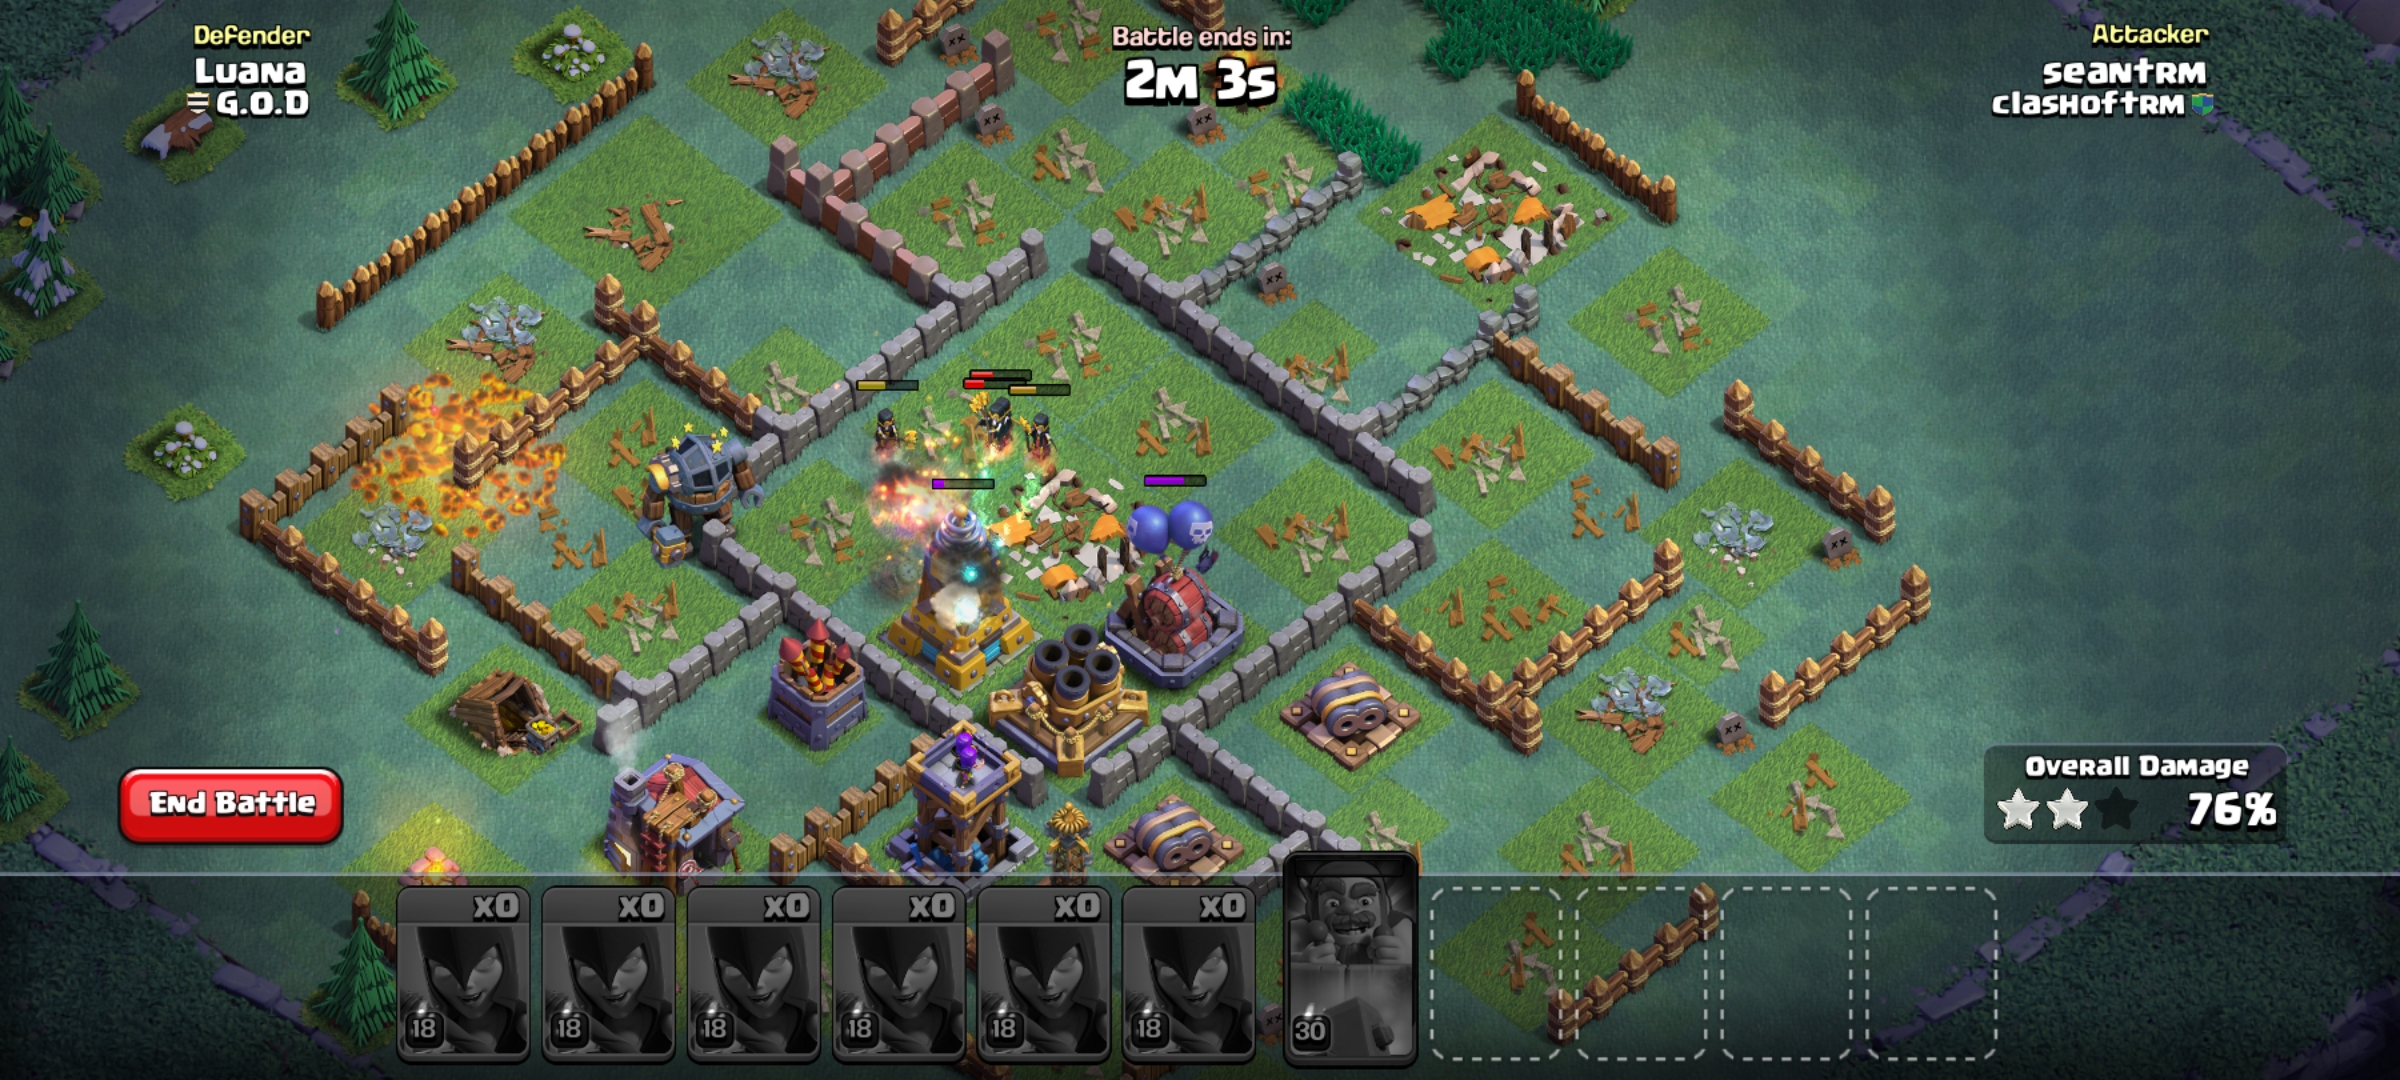 Defender
Luana
G.O.D
Battle ends in:
2M 3s
Attacker
seantRM
clashoftRM
End Battle
Overall Damage
76%
x0 x0 x0 x0 x0 x0
18 18 18 18 18 18 30